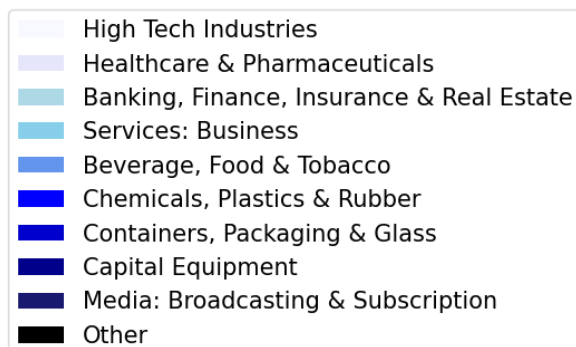 High Tech Industries
Healthcare & Pharmaceuticals
Banking, Finance, Insurance & Real Estate
Services: Business
Beverage, Food & Tobacco
Chemicals, Plastics & Rubber
Containers, Packaging & Glass
Capital Equipment
Media: Broadcasting & Subscription
Other